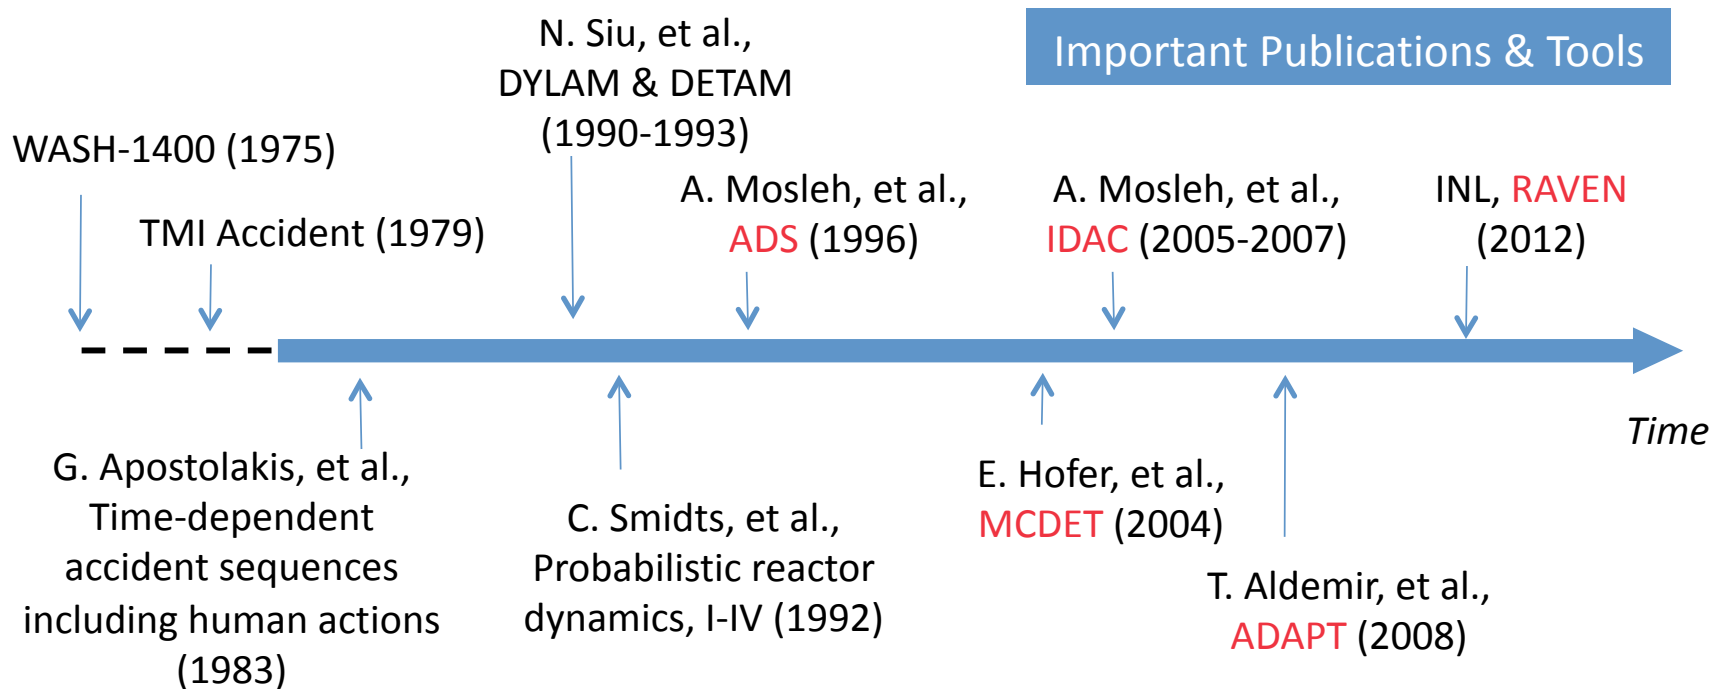 Important Publications & Tools
WASH-1400 (1975)
TMI Accident (1979)
N. Siu, et al.,
DYLAM & DETAM
(1990-1993)
A. Mosleh, et al.,
ADS (1996)
A. Mosleh, et al.,
IDAC (2005-2007)
INL, RAVEN
(2012)
Time
G. Apostolakis, et al.,
Time-dependent
accident sequences
including human actions
(1983)
C. Smidts, et al.,
Probabilistic reactor
dynamics, I-IV (1992)
E. Hofer, et al.,
MCDET (2004)
T. Aldemir, et al.,
ADAPT (2008)